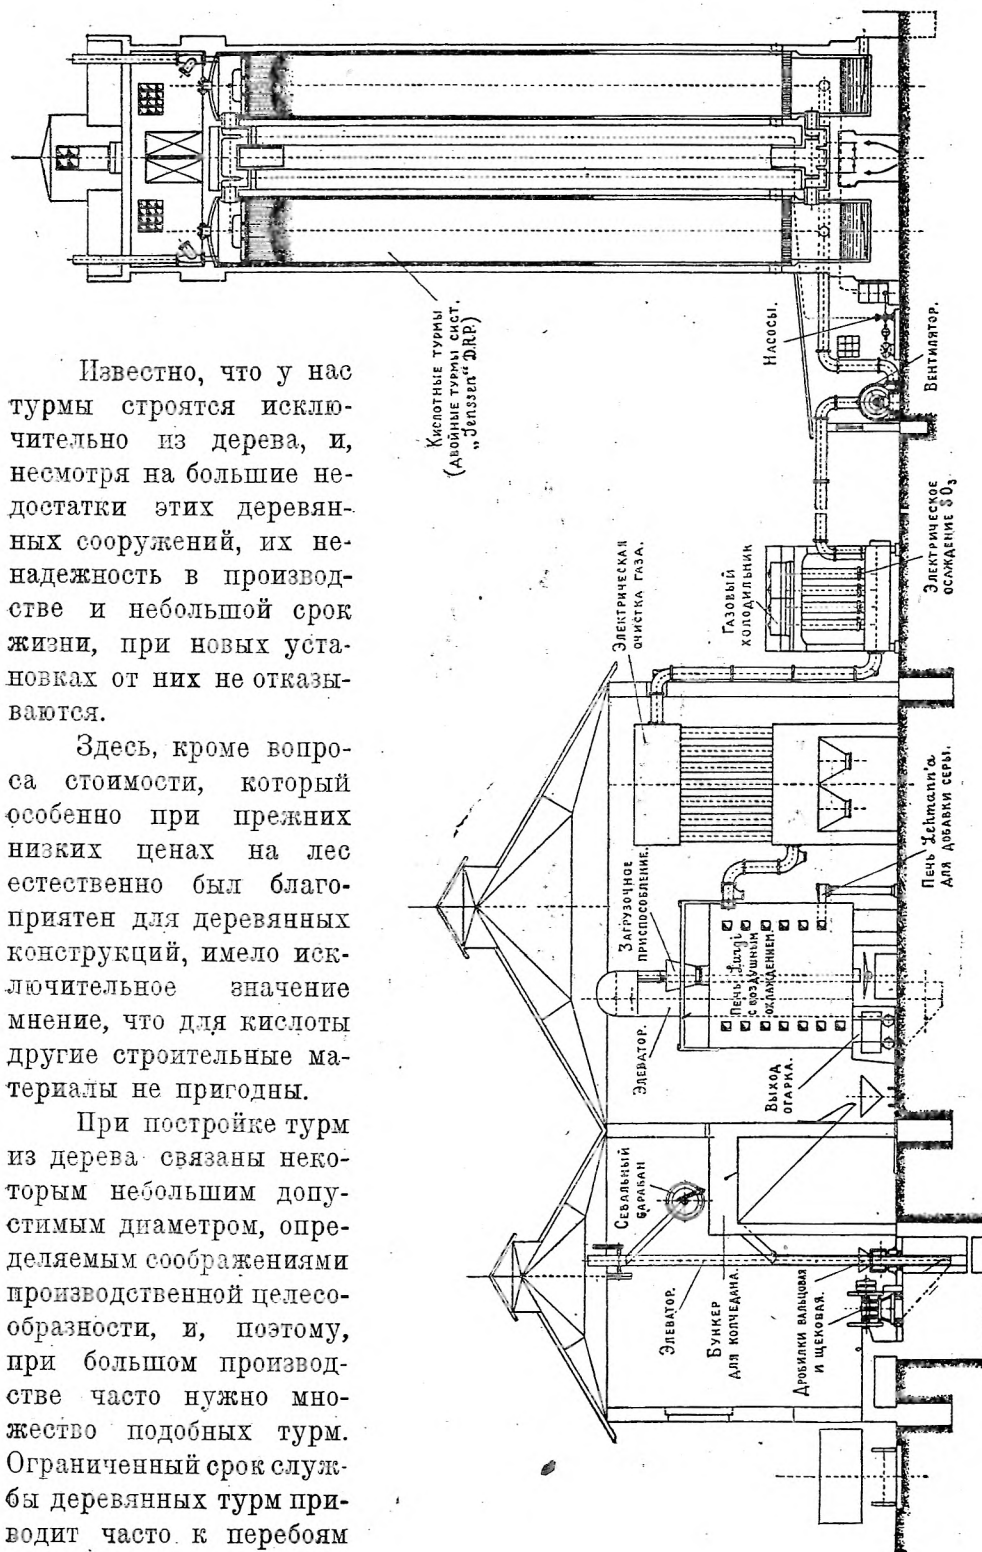 Известно, что у нас
турмы строятся исклю-
чительно из дерева, и,
несмотря на большие не-
достатки этих деревян-
ных сооружений, их не-
надежность в производ-
стве и небольшой срок
жизни, при новых уста-
новках от них не отказы-
ваются.
Здесь, кроме вопро-
са стоимости, который
особенно при прежних
низких ценах на лес
естественно был благо-
приятен для деревянных
конструкций, имело иск-
лючительное значение
мнение, что для кислоты
другие строительные ма-
териалы не пригодны.
При постройке турм
из дерева связаны неко-
торым небольшим допу-
стимым диаметром, опре-
деляемым соображениями
производственной целесо-
образности, и, поэтому,
при большом производ-
стве часто нужно мно-
жество подобных турм.
Ограниченный срок служ-
бы деревянных турм при-
водит часто к перебоям
Кислотные турмы
(двойные турмы сист.
„Jenssen" D.R.P.)
Насосы.
Вентилятор.
Электрическое
осаждение SO3
Газовый
холодильник
Электрическая
очистка газа.
Печь Lehmann'а
для добавки серы.
Загрузочное
приспособление.
Печь Lurgi
с воздушным
охлаждением.
Элеватор.
Выход
огарка.
Севальный
барабан
Элеватор.
Бункер
для колчедана.
Дробилки вальцовая
и щековая.